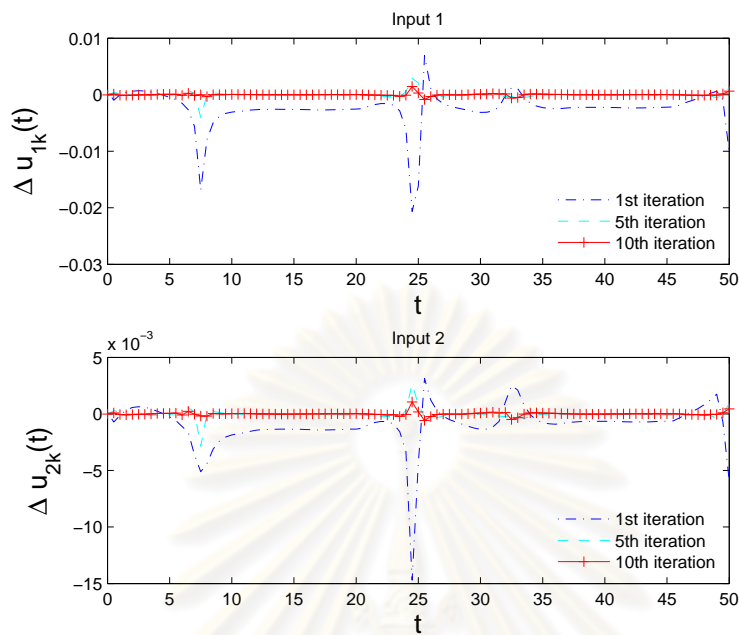 Input 1
0.01
0
−0.01
−0.02
−0.03
Δ u1k(t)
1st iteration
5th iteration
10th iteration
0 5 10 15 20 25 30 35 40 45 50
t
Input 2
x 10−3
5
0
−5
−10
−15
Δ u2k(t)
1st iteration
5th iteration
10th iteration
0 5 10 15 20 25 30 35 40 45 50
t